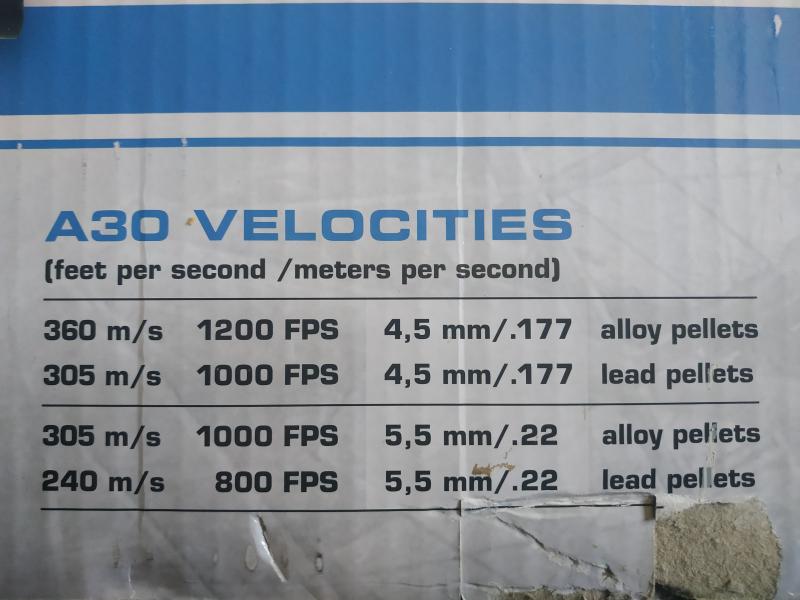 A30 VELOCITIES
(feet per second /meters per second)
360 m/s 1200 FPS 4,5 mm/.177 alloy pellets
305 m/s 1000 FPS 4,5 mm/.177 lead pellets
305 m/s 1000 FPS 5,5 mm/.22 alloy pellets
240 m/s 800 FPS 5,5 mm/.22 lead pellets